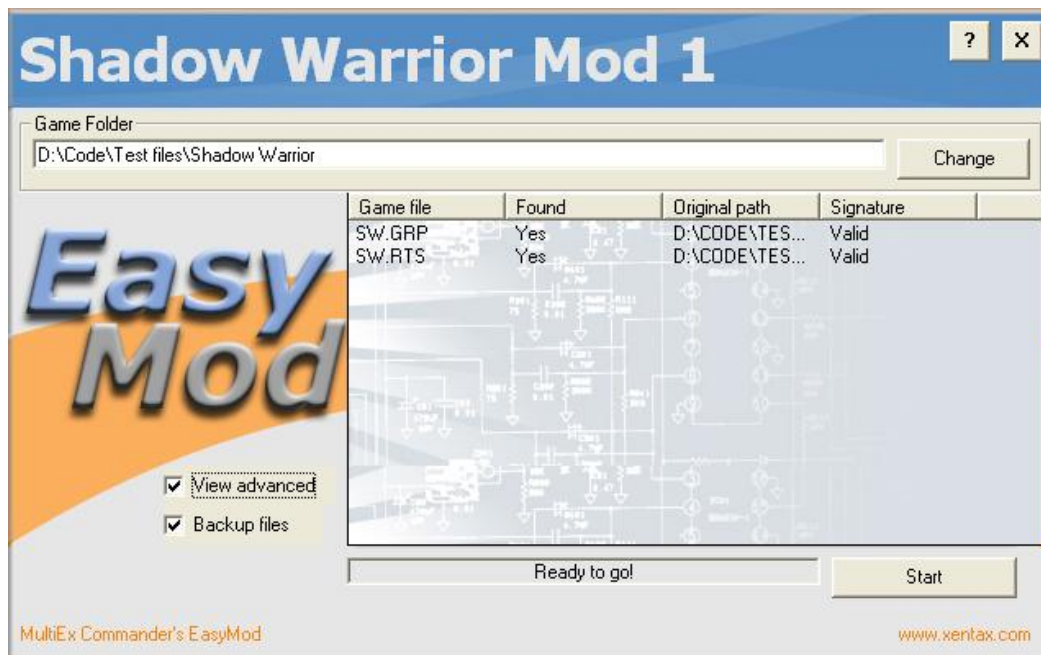 Shadow Warrior Mod 1
? X
Game Folder
D:\Code\Test files\Shadow Warrior
Change
Game file Found Original path Signature
SW.GRP Yes D:\CODE\TES... Valid
SW.RTS Yes D:\CODE\TES... Valid
Easy
Mod
View advanced
Backup files
Ready to go!
Start
MultiEx Commander's EasyMod
www.xentax.com